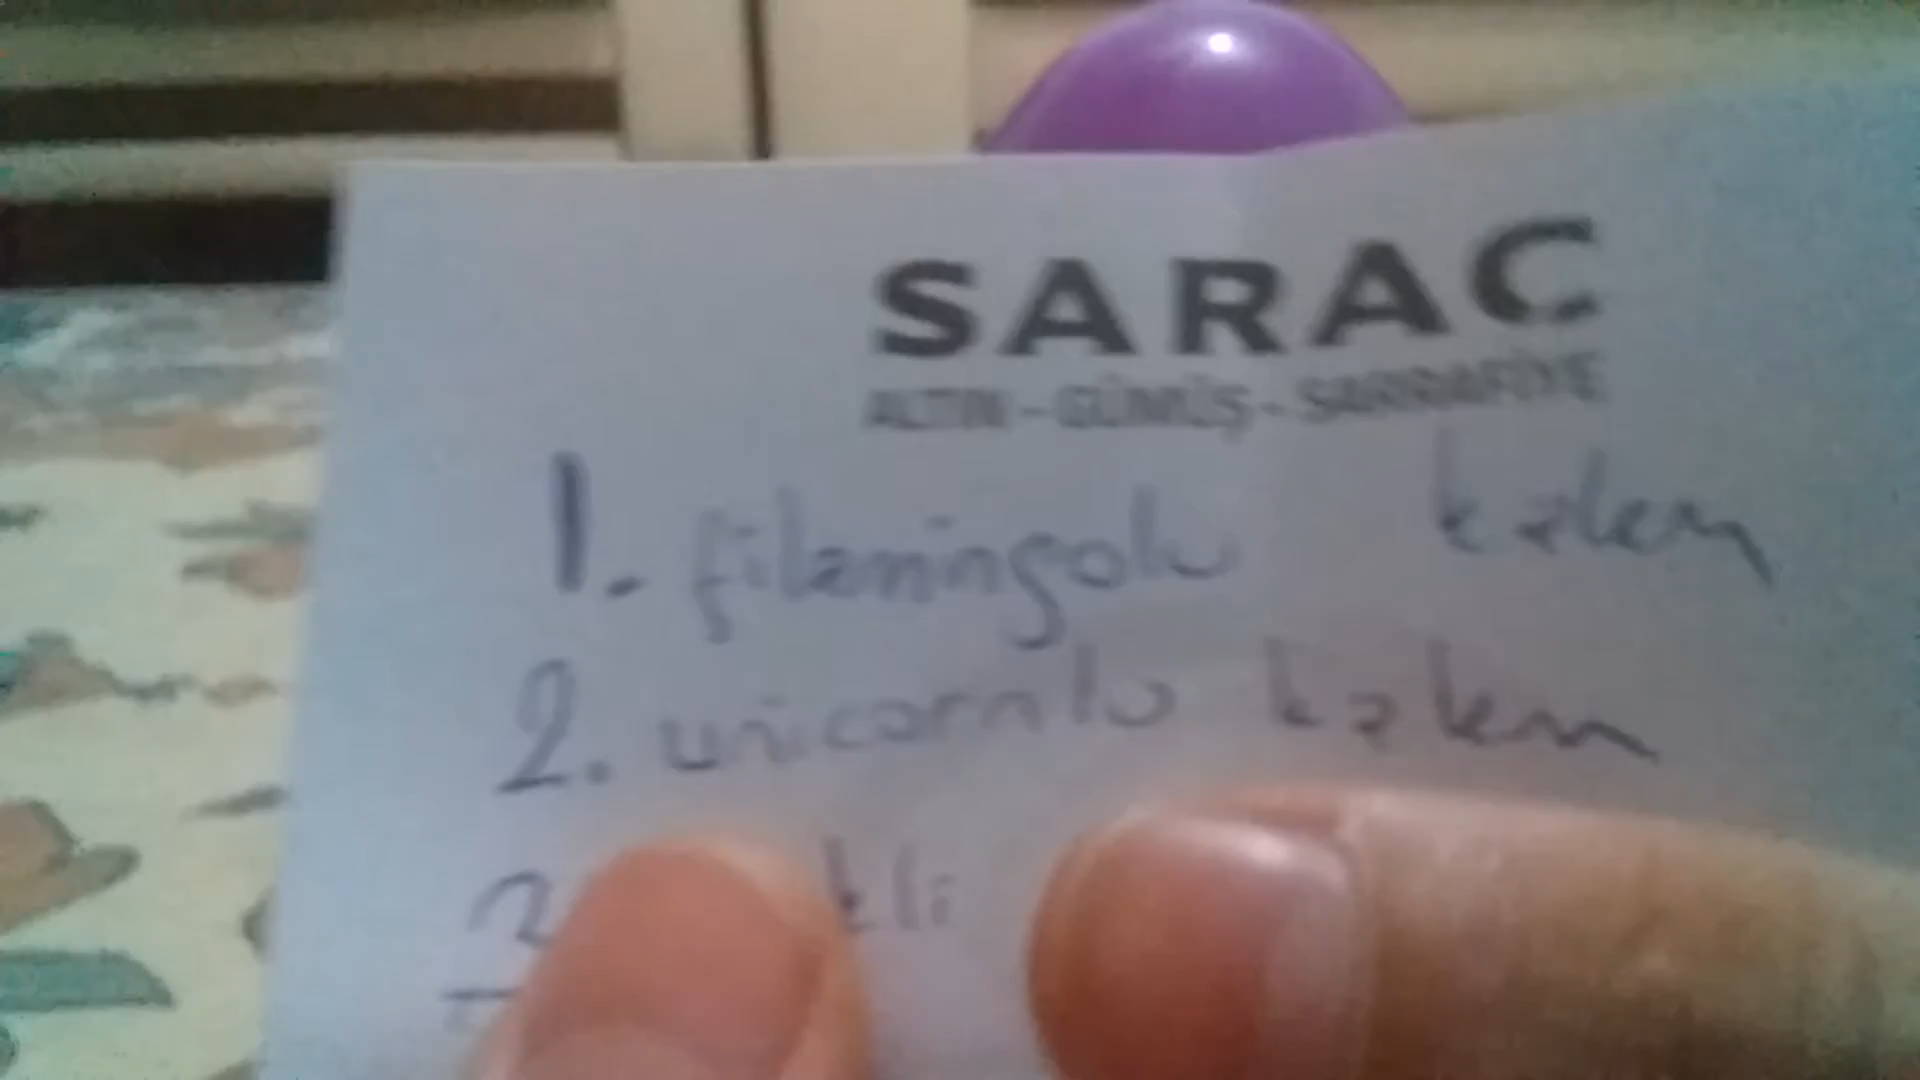 SARAC
ALTIN - GÜMÜŞ - SARRAFİYE
1. filamingolu kalem
2. unicornlu kalem